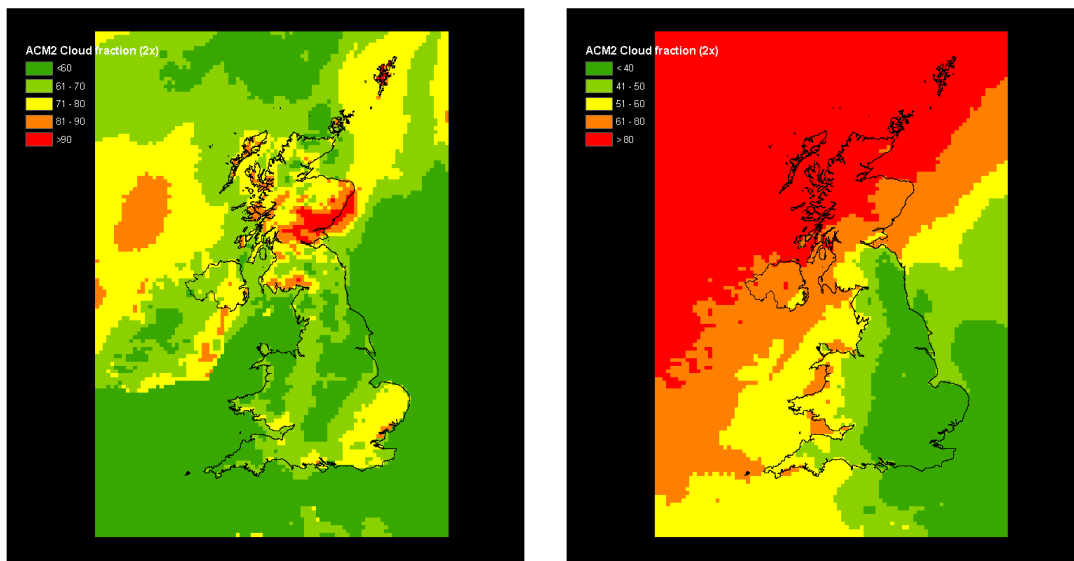 ACM2 Cloud fraction (2x)
<60
61 - 70
71 - 80
81 - 90
>90
ACM2 Cloud fraction (2x)
< 40
41 - 50
51 - 60
61 - 80
> 80